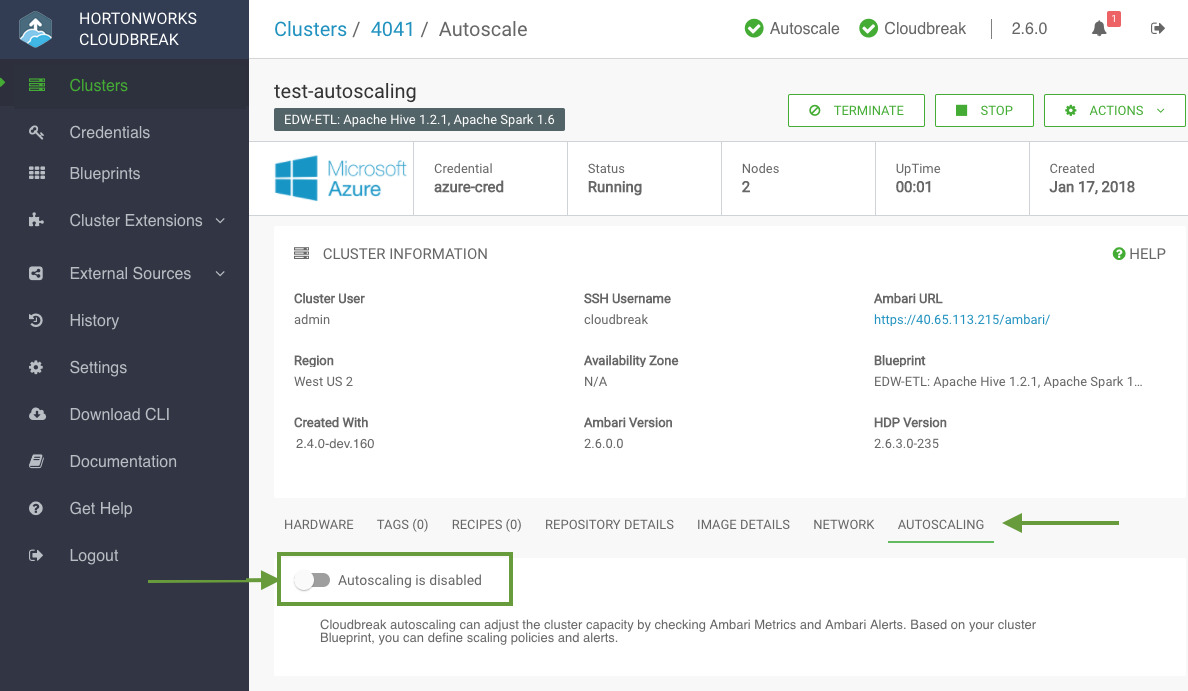 HORTONWORKS
CLOUDBREAK
Clusters
Credentials
Blueprints
Cluster Extensions
External Sources
History
Settings
Download CLI
Documentation
Get Help
Logout
Clusters / 4041 / Autoscale
Autoscale Cloudbreak 2.6.0 1
test-autoscaling
EDW-ETL: Apache Hive 1.2.1, Apache Spark 1.6
TERMINATE STOP ACTIONS
Microsoft
Azure
Credential
azure-cred
Status
Running
Nodes
2
UpTime
00:01
Created
Jan 17, 2018
CLUSTER INFORMATION
HELP
Cluster User
admin
SSH Username
cloudbreak
Ambari URL
https://40.65.113.215/ambari/
Region
West US 2
Availability Zone
N/A
Blueprint
EDW-ETL: Apache Hive 1.2.1, Apache Spark 1...
Created With
2.4.0-dev.160
Ambari Version
2.6.0.0
HDP Version
2.6.3.0-235
HARDWARE TAGS (0) RECIPES (0) REPOSITORY DETAILS IMAGE DETAILS NETWORK AUTOSCALING
Autoscaling is disabled
Cloudbreak autoscaling can adjust the cluster capacity by checking Ambari Metrics and Ambari Alerts. Based on your cluster
Blueprint, you can define scaling policies and alerts.